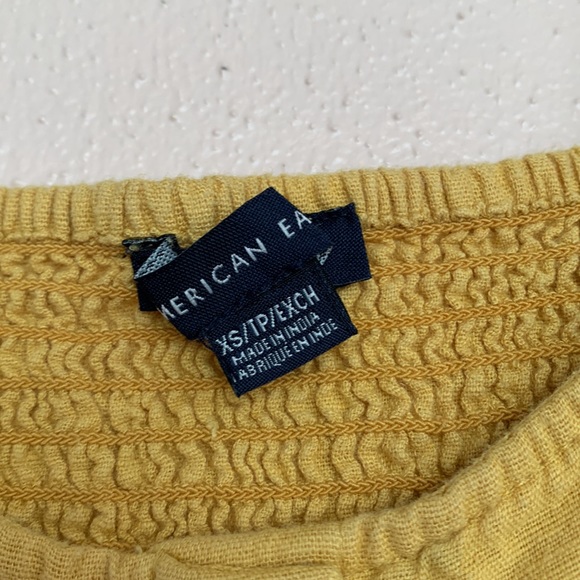 MERICAN EA
XS/TP/EXCH
MADE IN INDIA
FABRIQUE EN INDE